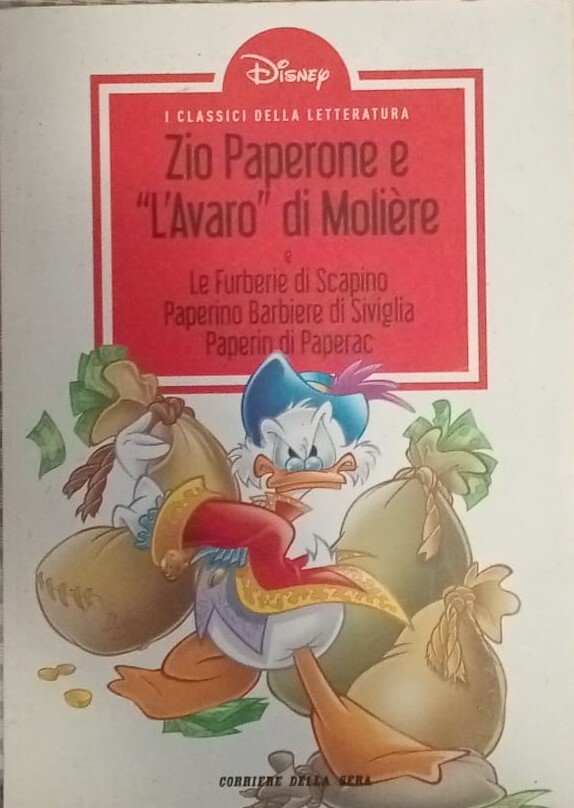 Disney
I CLASSICI DELLA LETTERATURA
Zio Paperone e
“L'Avaro” di Molière
e
Le Furberie di Scapino
Paperino Barbiere di Siviglia
Paperin di Paperac
CORRIERE DELLA SERA